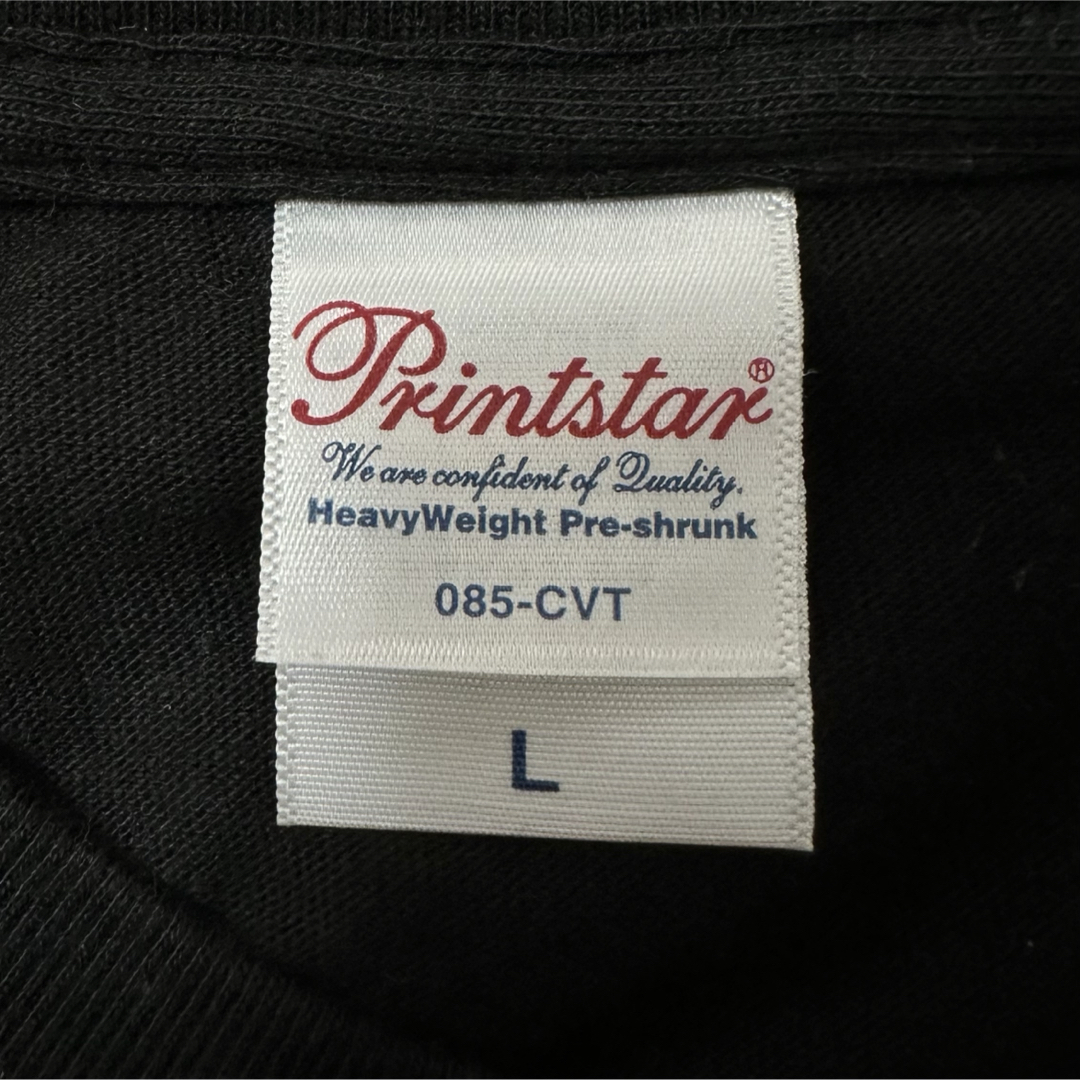 Printstar
We are confident of Quality.
HeavyWeight Pre-shrunk
085-CVT
L